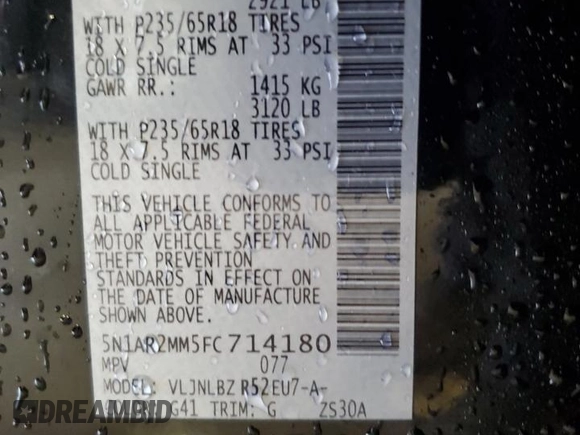 2921 LB
WITH P235/65R18 TIRES
18 X 7.5 RIMS AT 33 PSI
COLD SINGLE
GAWR RR.: 1415 KG
3120 LB
WITH P235/65R18 TIRES
18 X 7.5 RIMS AT 33 PSI
COLD SINGLE
THIS VEHICLE CONFORMS TO
ALL APPLICABLE FEDERAL
MOTOR VEHICLE SAFETY AND
THEFT PREVENTION
STANDARDS IN EFFECT ON
THE DATE OF MANUFACTURE
SHOWN ABOVE.
5N1AR2MM5FC714180
MPV 077
MODEL: VLJNLBZ R52EU7-A-
G41 TRIM: G ZS30A
DREAMBID